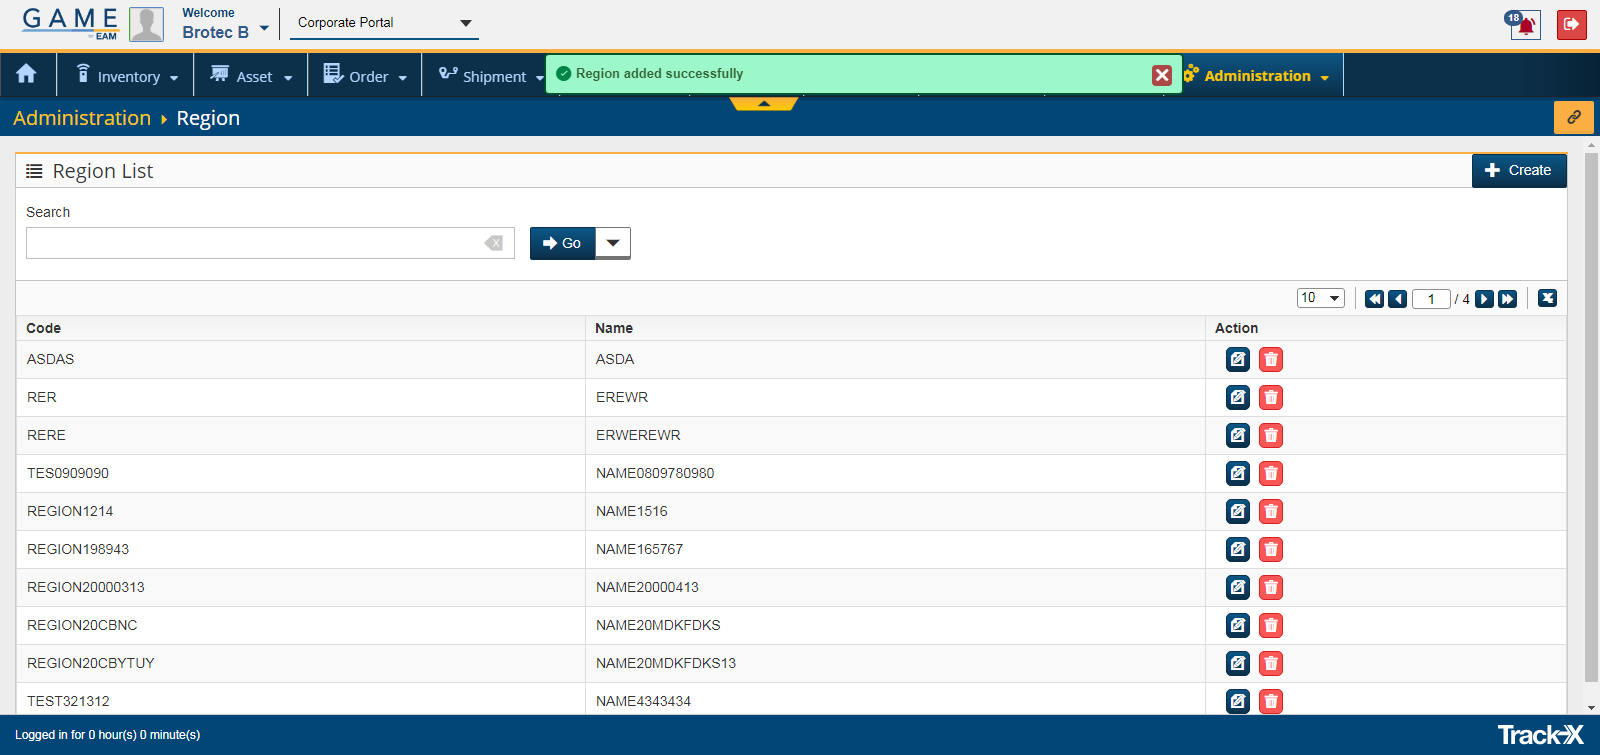 GAME
by EAM
Welcome
Brotec B
Corporate Portal
18
Inventory
Asset
Order
Shipment
Region added successfully
Administration
Administration
Region
Region List
Create
Search
Go
10
1
/ 4
Code Name Action
ASDAS ASDA
RER EREWR
RERE ERWEREWR
TES0909090 NAME0809780980
REGION1214 NAME1516
REGION198943 NAME165767
REGION20000313 NAME20000413
REGION20CBNC NAME20MDKFDKS
REGION20CBYTUY NAME20MDKFDKS13
TEST321312 NAME4343434
Logged in for 0 hour(s) 0 minute(s)
Track-X